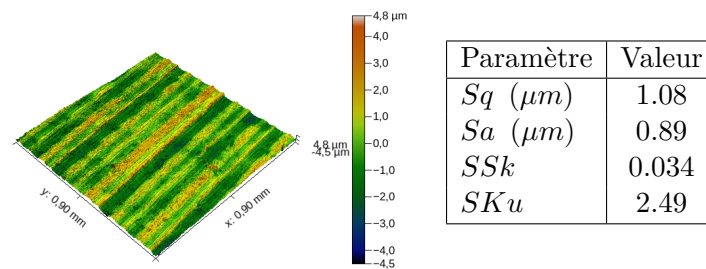 4,8 µm
4,0
3,0
2,0
1,0
0,0
−1,0
−2,0
−3,0
−4,0
−4,5
4,8 µm
-4,5 µm
y: 0,90 mm
x: 0,90 mm
Paramètre Valeur
Sq (µm) 1.08
Sa (µm) 0.89
SSk 0.034
SKu 2.49